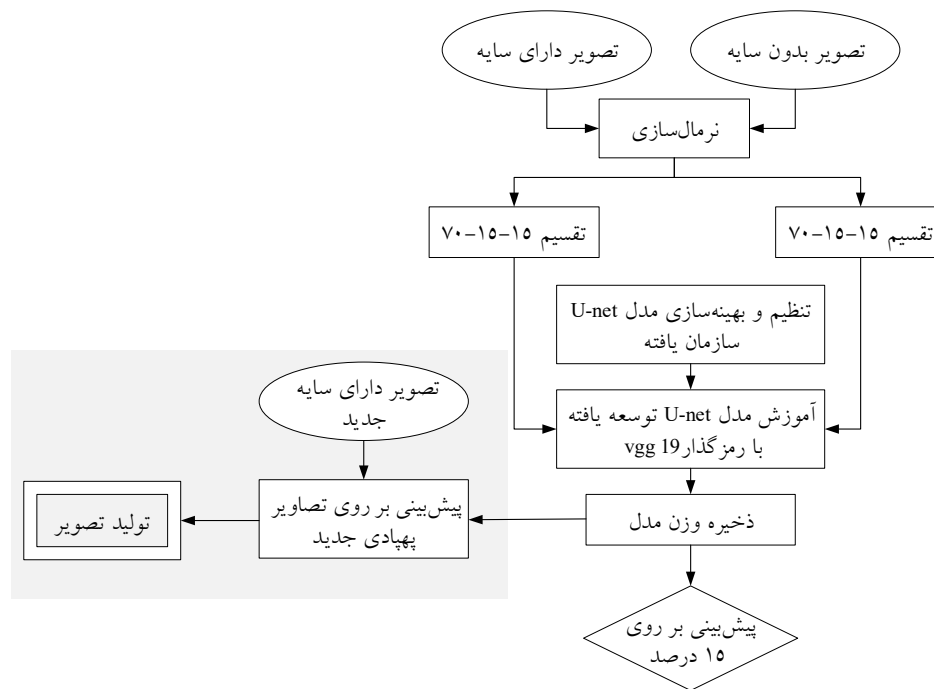 تصویر بدون سایه
تصویر دارای سایه
نرمال‌سازی
تقسیم ۱۵-۱۵-۷۰
تقسیم ۱۵-۱۵-۷۰
تنظیم و بهینه‌سازی مدل U-net
سازمان یافته
تصویر دارای سایه
جدید
آموزش مدل U-net توسعه یافته
با رمزگذار vgg 19
ذخیره وزن مدل
پیش‌بینی بر روی تصاویر
پهپادی جدید
تولید تصویر
پیش‌بینی بر روی
۱۵ درصد